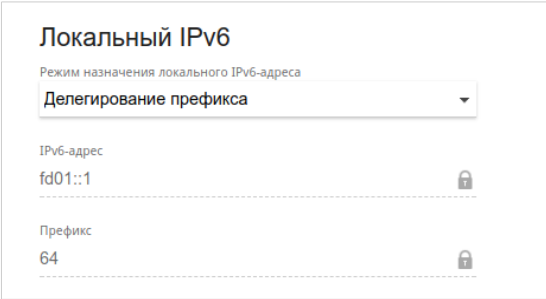 Локальный IPv6
Режим назначения локального IPv6-адреса
Делегирование префикса
IPv6-адрес
fd01::1
Префикс
64